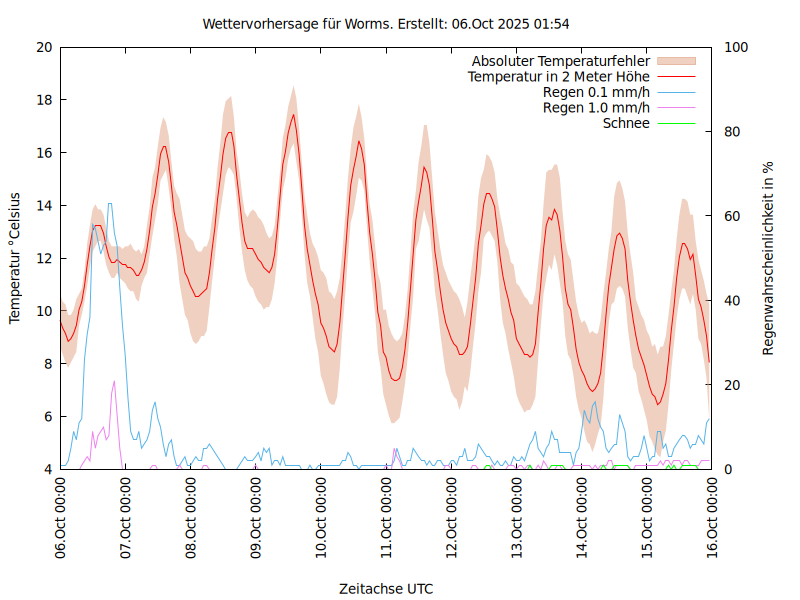 Wettervorhersage für Worms. Erstellt: 06.Oct 2025 01:54
Absoluter Temperaturfehler
Temperatur in 2 Meter Höhe
Regen 0.1 mm/h
Regen 1.0 mm/h
Schnee
Temperatur °Celsius
20
18
16
14
12
10
8
6
4
100
80
60
40
20
0
Regenwahrscheinlichkeit in %
06.Oct 00:00
07.Oct 00:00
08.Oct 00:00
09.Oct 00:00
10.Oct 00:00
11.Oct 00:00
12.Oct 00:00
13.Oct 00:00
14.Oct 00:00
15.Oct 00:00
16.Oct 00:00
Zeitachse UTC